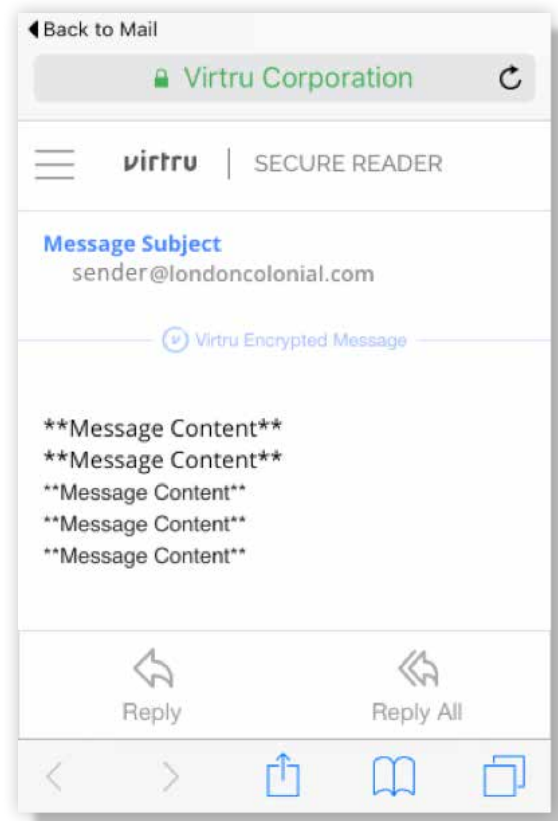 Back to Mail
Virtru Corporation
virtru | SECURE READER
Message Subject
sender@londoncolonial.com
Virtru Encrypted Message
**Message Content**
**Message Content**
**Message Content**
**Message Content**
**Message Content**
Reply Reply All